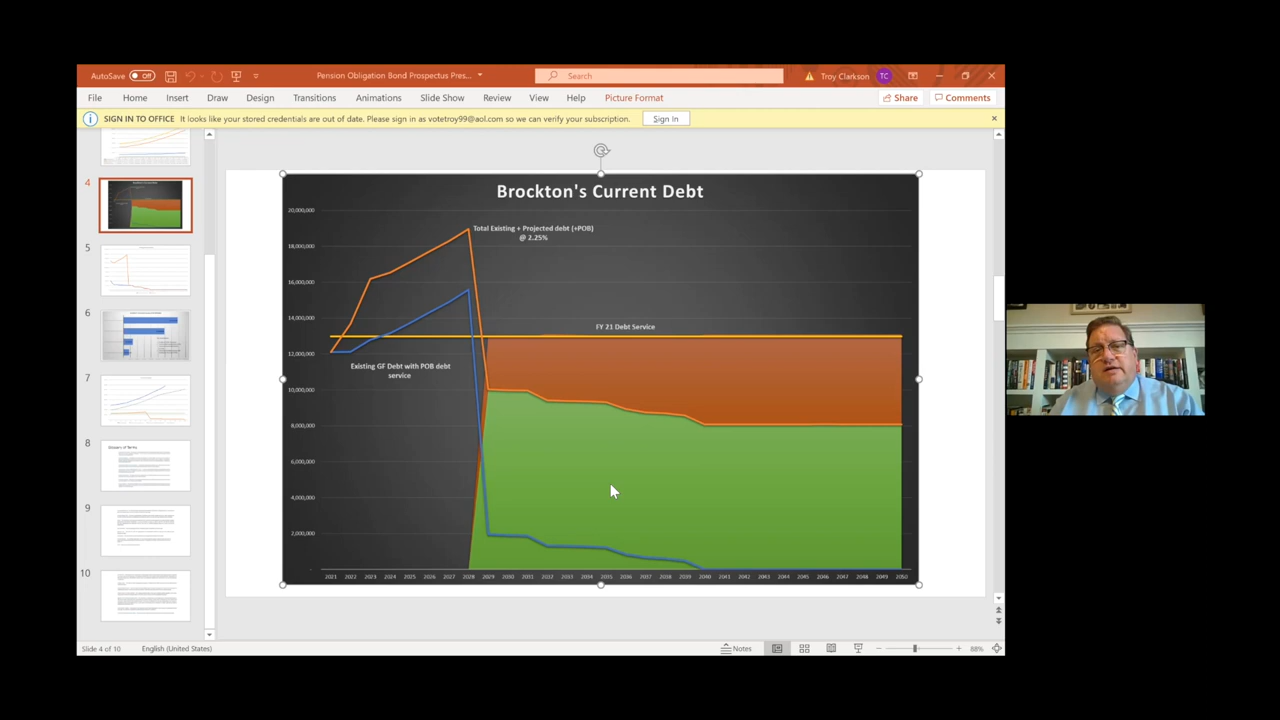 AutoSave Off
Pension Obligation Bond Prospectus Pres...
Search
Troy Clarkson TC
File Home Insert Draw Design Transitions Animations Slide Show Review View Help Picture Format
Share Comments
SIGN IN TO OFFICE It looks like your stored credentials are out of date. Please sign in as votetroy99@aol.com so we can verify your subscription. Sign In
4
5
6
7
8
Glossary of Terms
9
10
Brockton's Current Debt
20,000,000
Total Existing + Projected debt (+POB)
@ 2.25%
18,000,000
16,000,000
14,000,000
FY 21 Debt Service
12,000,000
Existing GF Debt with POB debt
service
10,000,000
8,000,000
6,000,000
4,000,000
2,000,000
-
2021 2022 2023 2024 2025 2026 2027 2028 2029 2030 2031 2032 2033 2034 2035 2036 2037 2038 2039 2040 2041 2042 2043 2044 2045 2046 2047 2048 2049 2050
Slide 4 of 10 English (United States) Notes 88%